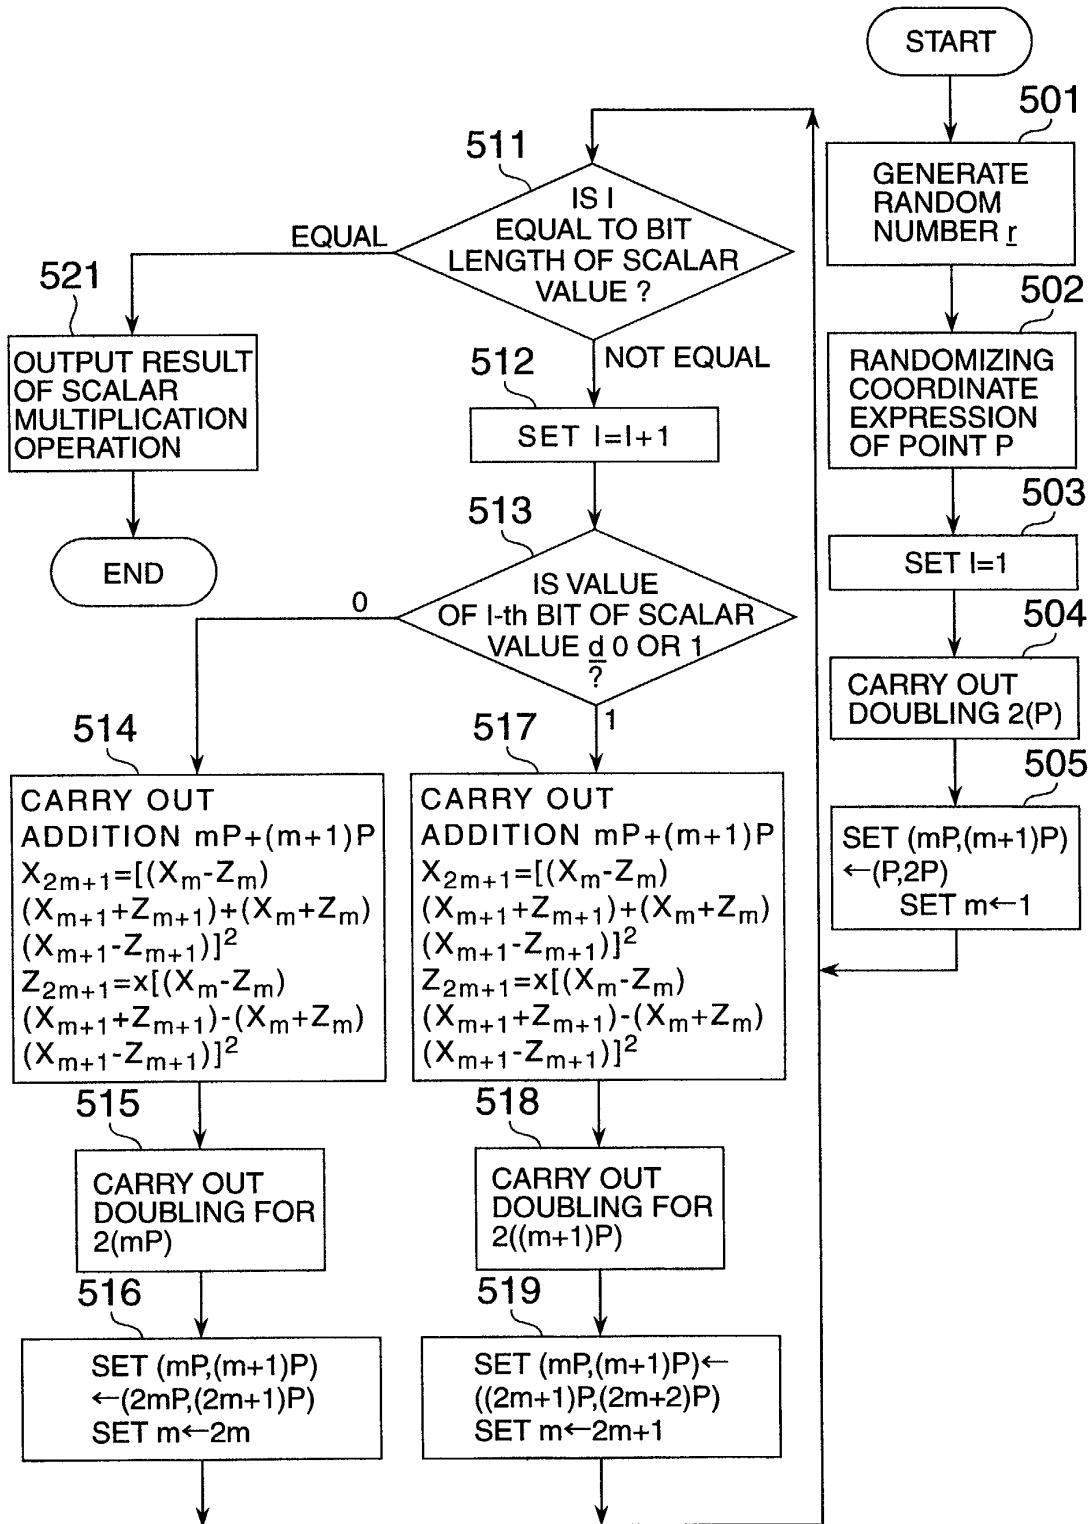 START
501
GENERATE
RANDOM
NUMBER r
502
RANDOMIZING
COORDINATE
EXPRESSION
OF POINT P
503
SET I=1
504
CARRY OUT
DOUBLING 2(P)
505
SET (mP,(m+1)P)
←(P,2P)
SET m←1
511
IS I
EQUAL TO BIT
LENGTH OF SCALAR
VALUE ?
EQUAL
521
OUTPUT RESULT
OF SCALAR
MULTIPLICATION
OPERATION
END
NOT EQUAL
512
SET I=I+1
513
IS VALUE
OF I-th BIT OF SCALAR
VALUE d 0 OR 1
?
0
1
514
CARRY OUT
ADDITION mP+(m+1)P
X2m+1=[(Xm-Zm)
(Xm+1+Zm+1)+(Xm+Zm)
(Xm+1-Zm+1)]²
Z2m+1=x[(Xm-Zm)
(Xm+1+Zm+1)-(Xm+Zm)
(Xm+1-Zm+1)]²
515
CARRY OUT
DOUBLING FOR
2(mP)
516
SET (mP,(m+1)P)
←(2mP,(2m+1)P)
SET m←2m
517
CARRY OUT
ADDITION mP+(m+1)P
X2m+1=[(Xm-Zm)
(Xm+1+Zm+1)+(Xm+Zm)
(Xm+1-Zm+1)]²
Z2m+1=x[(Xm-Zm)
(Xm+1+Zm+1)-(Xm+Zm)
(Xm+1-Zm+1)]²
518
CARRY OUT
DOUBLING FOR
2((m+1)P)
519
SET (mP,(m+1)P)←
((2m+1)P,(2m+2)P)
SET m←2m+1